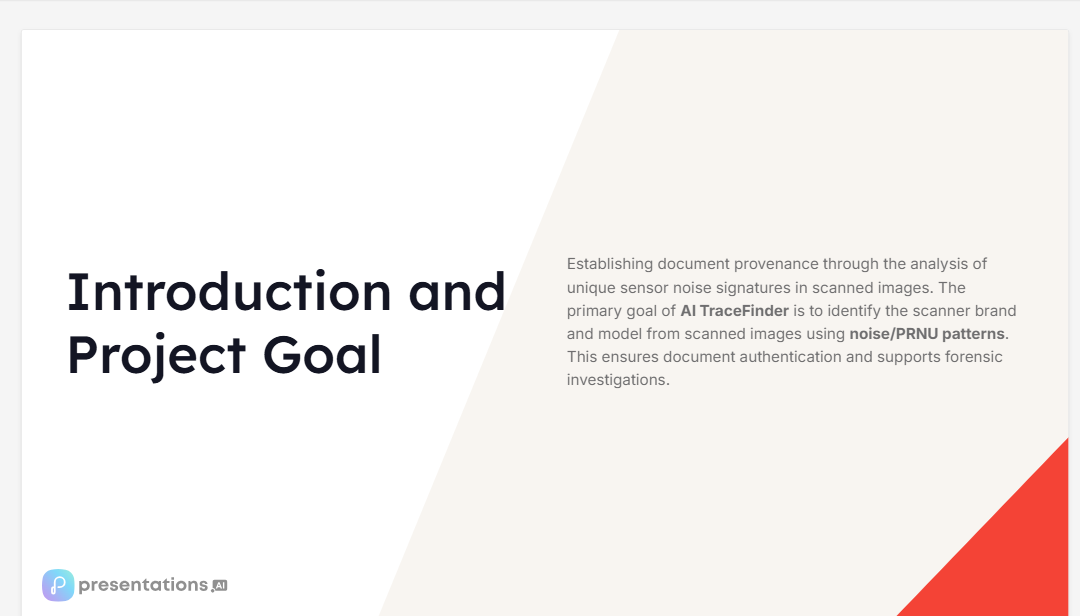 Introduction and
Project Goal
Establishing document provenance through the analysis of
unique sensor noise signatures in scanned images. The
primary goal of AI TraceFinder is to identify the scanner brand
and model from scanned images using noise/PRNU patterns.
This ensures document authentication and supports forensic
investigations.
presentations.AI